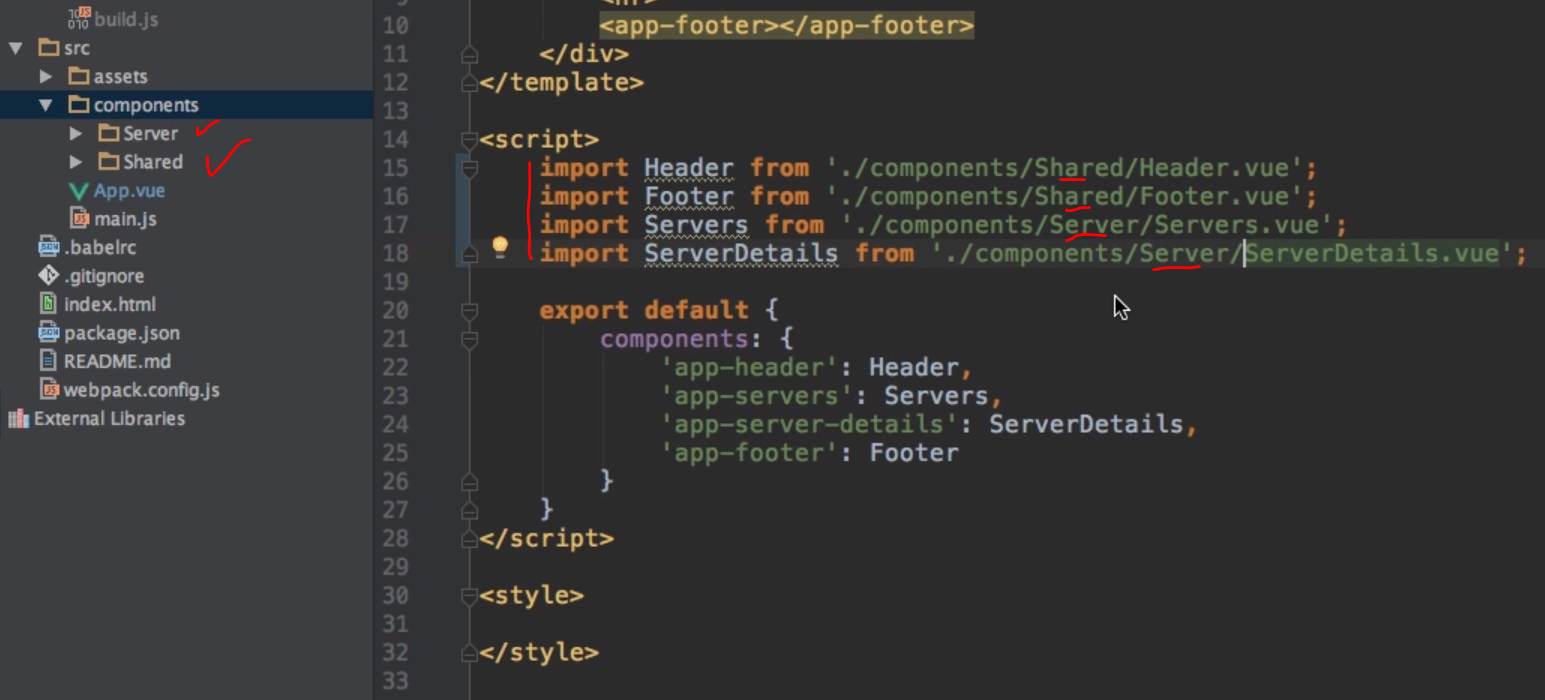 build.js
src
assets
components
Server
Shared
App.vue
main.js
.babelrc
.gitignore
index.html
package.json
README.md
webpack.config.js
External Libraries
10 <app-footer></app-footer>
11 </div>
12 </template>
13
14 <script>
15 import Header from './components/Shared/Header.vue';
16 import Footer from './components/Shared/Footer.vue';
17 import Servers from './components/Server/Servers.vue';
18 import ServerDetails from './components/Server/ServerDetails.vue';
19
20 export default {
21 components: {
22 'app-header': Header,
23 'app-servers': Servers,
24 'app-server-details': ServerDetails,
25 'app-footer': Footer
26 }
27 }
28 </script>
29
30 <style>
31
32 </style>
33